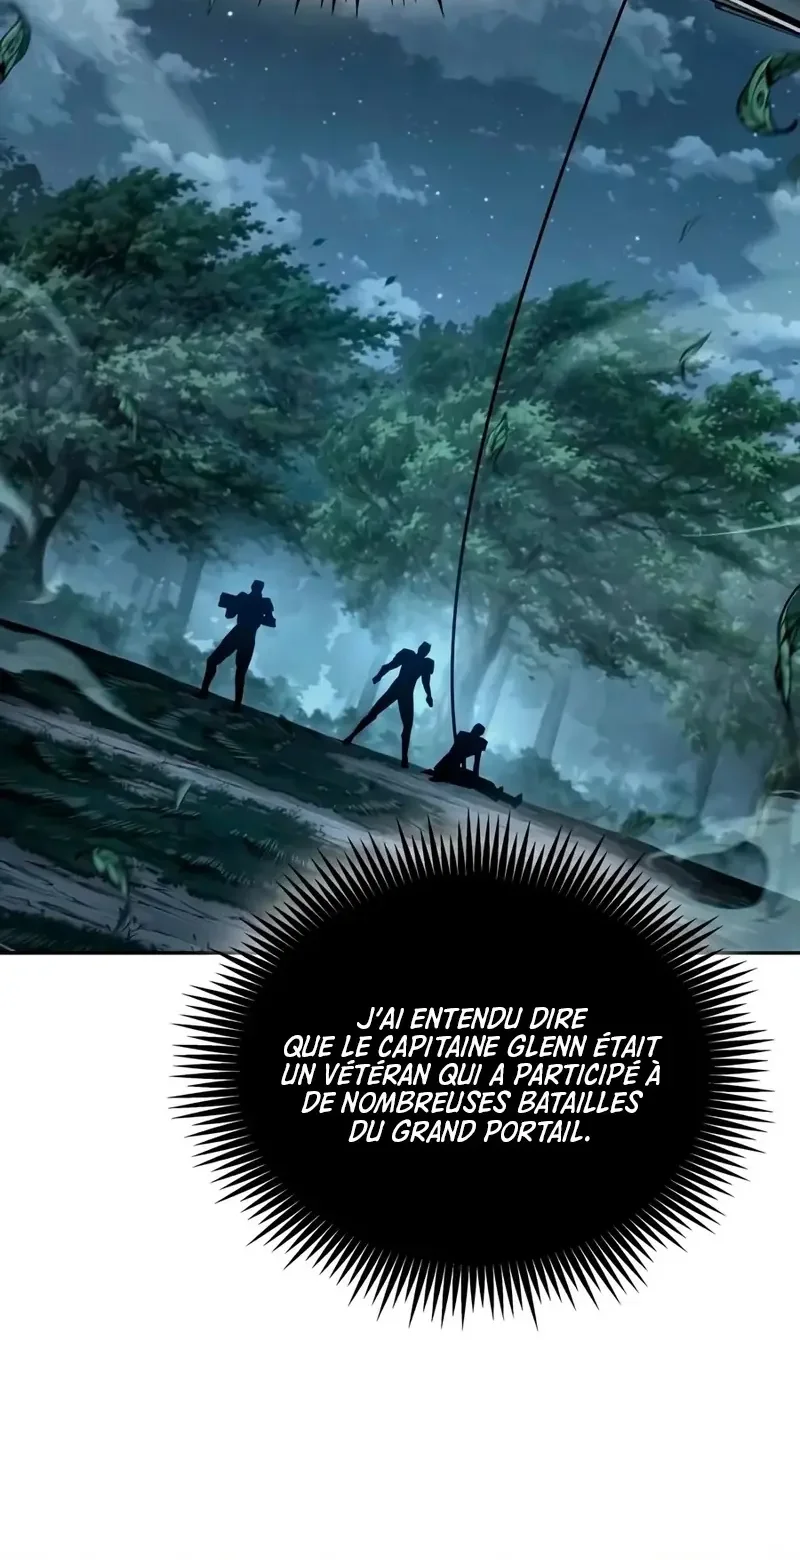 J'AI ENTENDU DIRE
QUE LE CAPITAINE GLENN ÉTAIT
UN VÉTÉRAN QUI A PARTICIPÉ À
DE NOMBREUSES BATAILLES
DU GRAND PORTAIL.